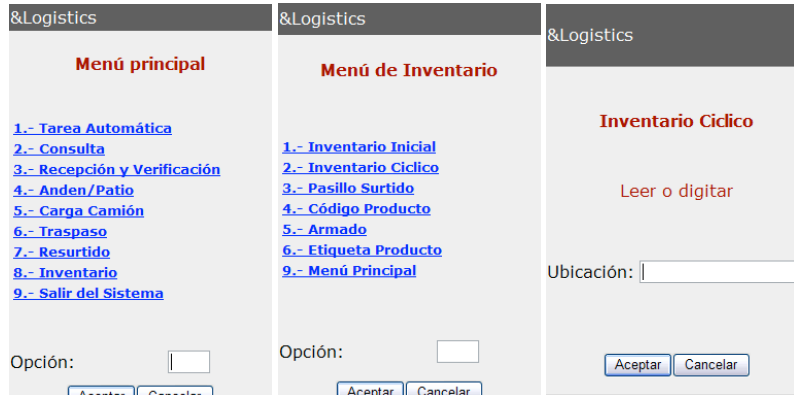 &Logistics
Menú principal
1.- Tarea Automática
2.- Consulta
3.- Recepción y Verificación
4.- Anden/Patio
5.- Carga Camión
6.- Traspaso
7.- Resurtido
8.- Inventario
9.- Salir del Sistema
Opción:
Aceptar Cancelar
&Logistics
Menú de Inventario
1.- Inventario Inicial
2.- Inventario Ciclico
3.- Pasillo Surtido
4.- Código Producto
5.- Armado
6.- Etiqueta Producto
9.- Menú Principal
Opción:
Aceptar Cancelar
&Logistics
Inventario Ciclico
Leer o digitar
Ubicación:
Aceptar Cancelar